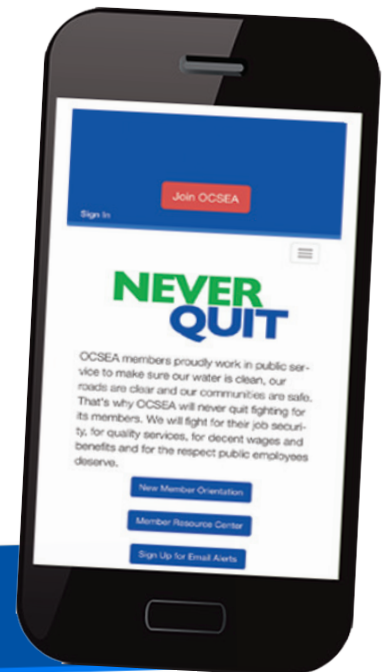 Join OCSEA
Sign In
NEVER
QUIT
OCSEA members proudly work in public ser-
vice to make sure our water is clean, our
roads are clear and our communities are safe.
That's why OCSEA will never quit fighting for
its members. We will fight for their job securi-
ty, for quality services, for decent wages and
benefits and for the respect public employees
deserve.
New Member Orientation
Member Resource Center
Sign Up for Email Alerts